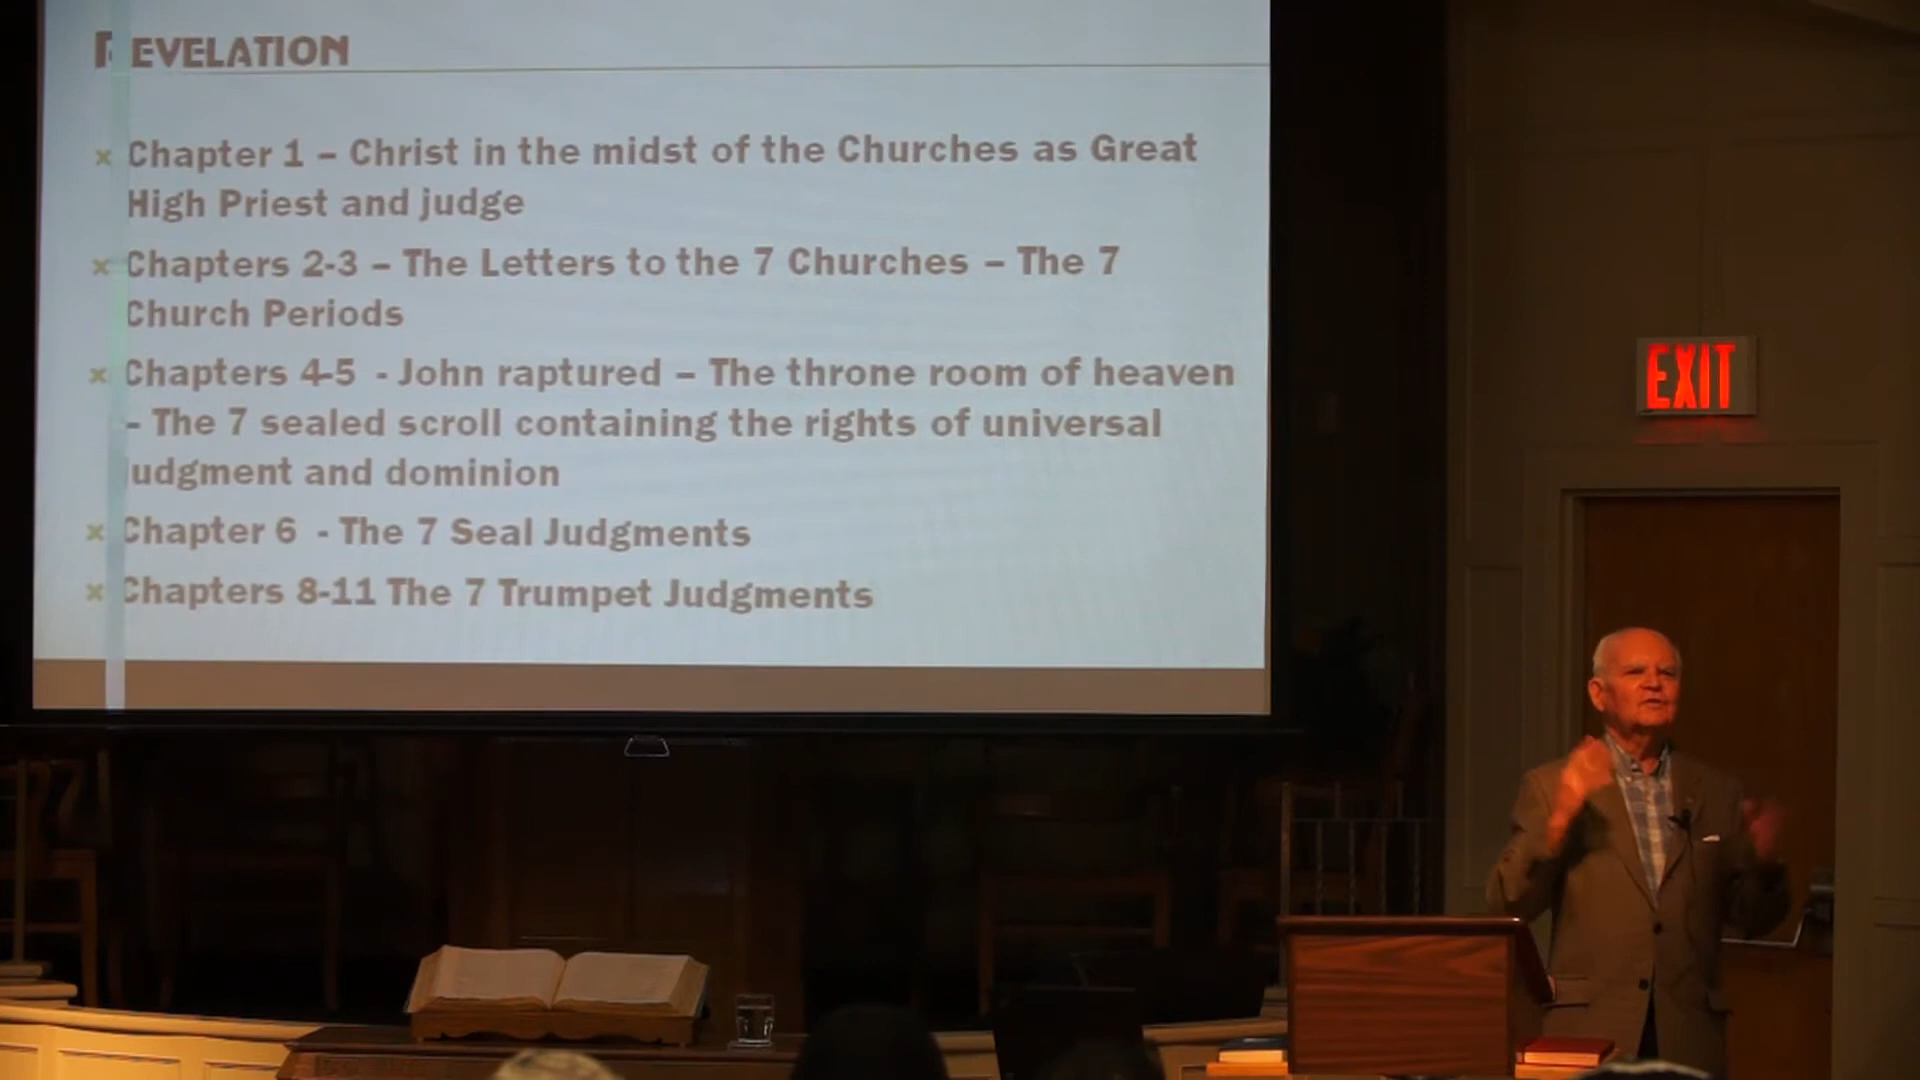 REVELATION
Chapter 1 – Christ in the midst of the Churches as Great
High Priest and judge
Chapters 2-3 – The Letters to the 7 Churches – The 7
Church Periods
Chapters 4-5 - John raptured – The throne room of heaven
- The 7 sealed scroll containing the rights of universal
judgment and dominion
Chapter 6 - The 7 Seal Judgments
Chapters 8-11 The 7 Trumpet Judgments
EXIT